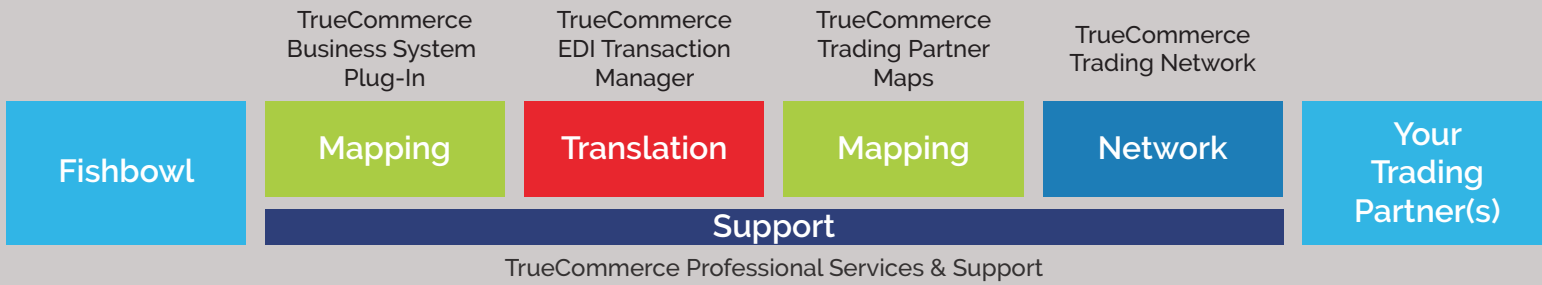 TrueCommerce
Business System
Plug-In
TrueCommerce
EDI Transaction
Manager
TrueCommerce
Trading Partner
Maps
TrueCommerce
Trading Network
Fishbowl
Mapping
Translation
Mapping
Network
Your
Trading
Partner(s)
Support
TrueCommerce Professional Services & Support